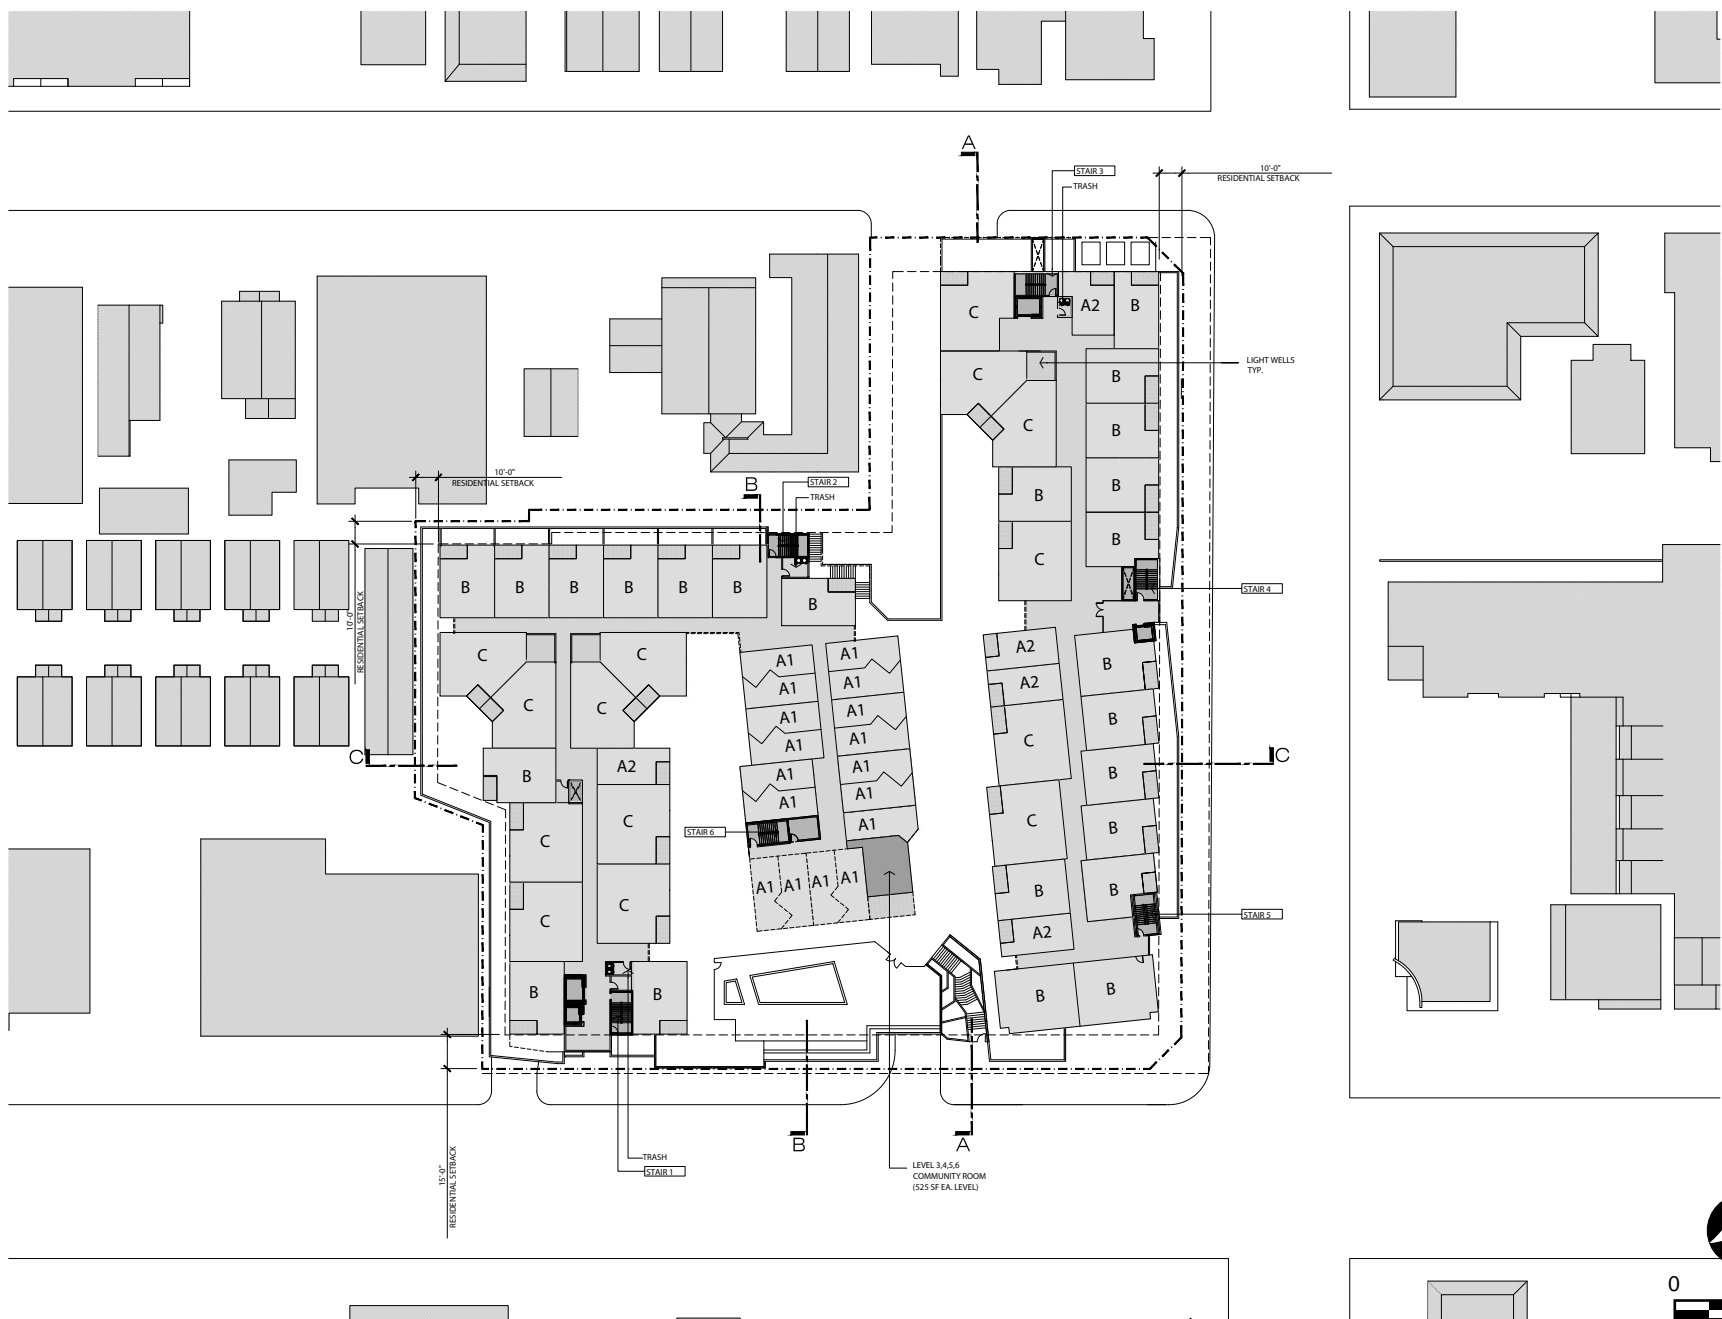 A
STAIR 3
TRASH
10'-0"
RESIDENTIAL SETBACK
C
A2
B
LIGHT WELLS
TYP.
C
B
C
B
10'-0"
RESIDENTIAL SETBACK
B
STAIR 2
TRASH
B
B
C
B
B
B
B
B
B
B
B
STAIR 4
10'-0"
RESIDENTIAL SETBACK
C
C
A1
A1
A2
B
A1
A1
A2
C
C
A1
A1
B
A1
A1
C
C
B
A2
A1
A1
B
C
A1
A1
C
C
A1
C
B
STAIR 6
A1
A1
A1
A1
B
B
C
C
STAIR 5
A2
B
B
B
B
B
A
15'-0"
RESIDENTIAL SETBACK
TRASH
STAIR 1
LEVEL 3,4,5,6
COMMUNITY ROOM
(525 SF EA. LEVEL)
0